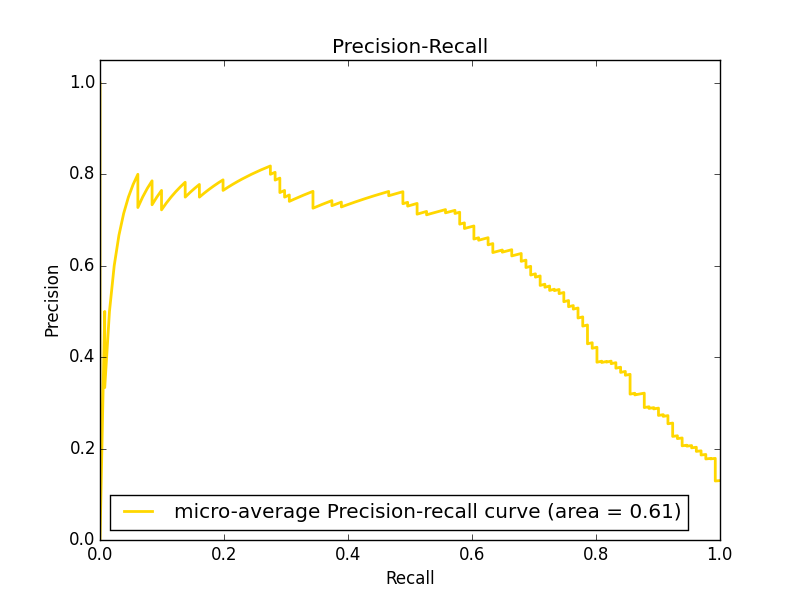 Precision-Recall
1.0
0.8
0.6
0.4
0.2
0.0
Precision
micro-average Precision-recall curve (area = 0.61)
0.0 0.2 0.4 0.6 0.8 1.0
Recall